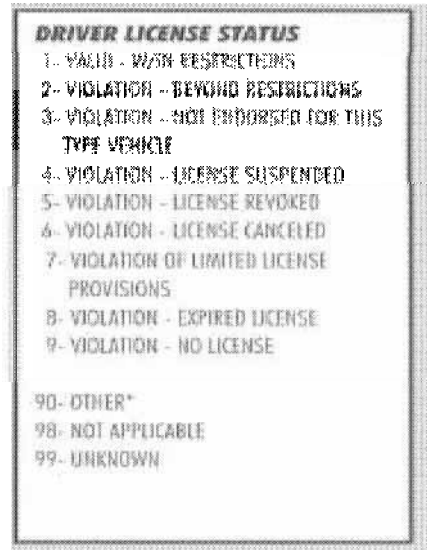 DRIVER LICENSE STATUS
1- VALID - W/IN RESTRICTIONS
2- VIOLATION - BEYOND RESTRICTIONS
3- VIOLATION - NOT ENDORSED FOR THIS
TYPE VEHICLE
4- VIOLATION - LICENSE SUSPENDED
5- VIOLATION - LICENSE REVOKED
6- VIOLATION - LICENSE CANCELED
7- VIOLATION OF LIMITED LICENSE
PROVISIONS
8- VIOLATION - EXPIRED LICENSE
9- VIOLATION - NO LICENSE
90- OTHER*
98- NOT APPLICABLE
99- UNKNOWN